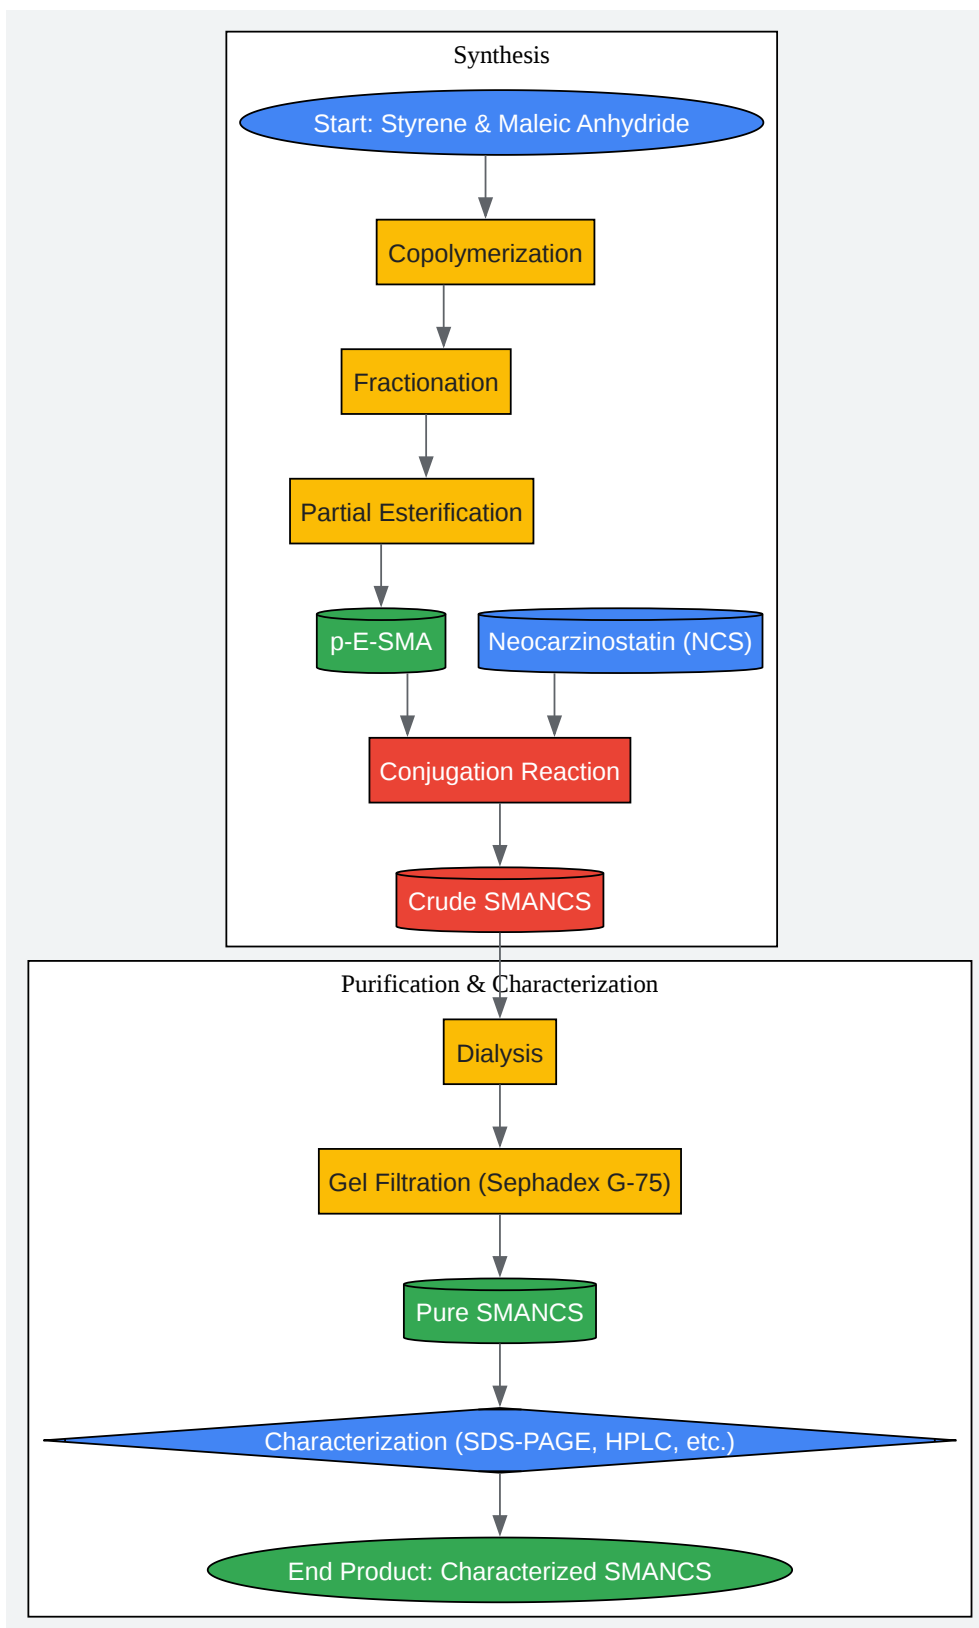 Synthesis
Start: Styrene & Maleic Anhydride
Copolymerization
Fractionation
Partial Esterification
p-E-SMA
Neocarzinostatin (NCS)
Conjugation Reaction
Crude SMANCS
Purification & Characterization
Dialysis
Gel Filtration (Sephadex G-75)
Pure SMANCS
Characterization (SDS-PAGE, HPLC, etc.)
End Product: Characterized SMANCS